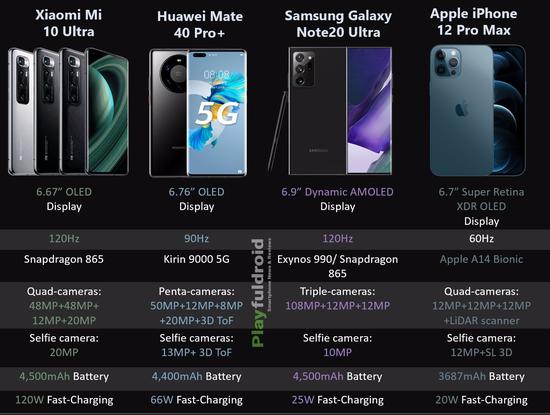 Xiaomi Mi
10 Ultra
Huawei Mate
40 Pro+
Samsung Galaxy
Note20 Ultra
Apple iPhone
12 Pro Max
08:08
5G
SAMSUNG
6.67” OLED
Display
6.76” OLED
Display
6.9” Dynamic AMOLED
Display
6.7” Super Retina
XDR OLED
Display
120Hz
90Hz
120Hz
60Hz
Snapdragon 865
Kirin 9000 5G
Exynos 990/ Snapdragon
865
Apple A14 Bionic
Quad-cameras:
48MP+48MP+
12MP+20MP
Penta-cameras:
50MP+12MP+8MP
+20MP+3D ToF
Triple-cameras:
108MP+12MP+12MP
Quad-cameras:
12MP+12MP+12MP
+LiDAR scanner
Selfie camera:
20MP
Selfie camera:
13MP+ 3D ToF
Selfie camera:
10MP
Selfie camera:
12MP+SL 3D
4,500mAh Battery
4,400mAh Battery
4,500mAh Battery
3687mAh Battery
120W Fast-Charging
66W Fast-Charging
25W Fast-Charging
20W Fast-Charging
Playfuldroid
Smartphone News & Reviews